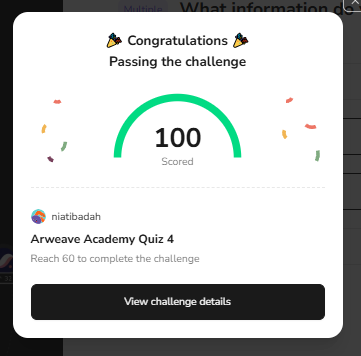 Multiple What information do
Congratulations
Passing the challenge
100
Scored
niatibadah
Arweave Academy Quiz 4
Reach 60 to complete the challenge
View challenge details